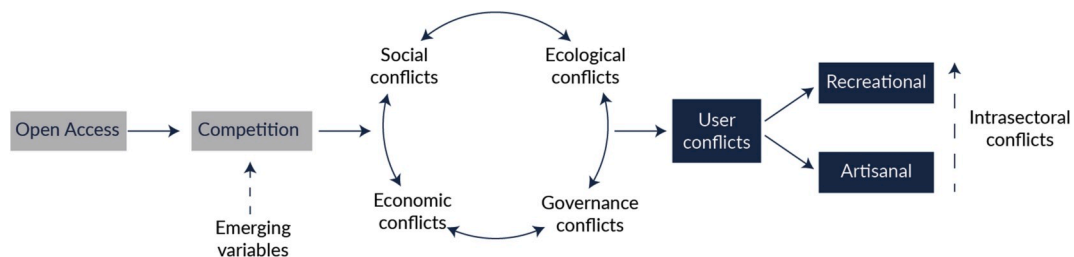 Open Access
Competition
Emerging
variables
Social
conflicts
Ecological
conflicts
Economic
conflicts
Governance
conflicts
User
conflicts
Recreational
Artisanal
Intrasectoral
conflicts